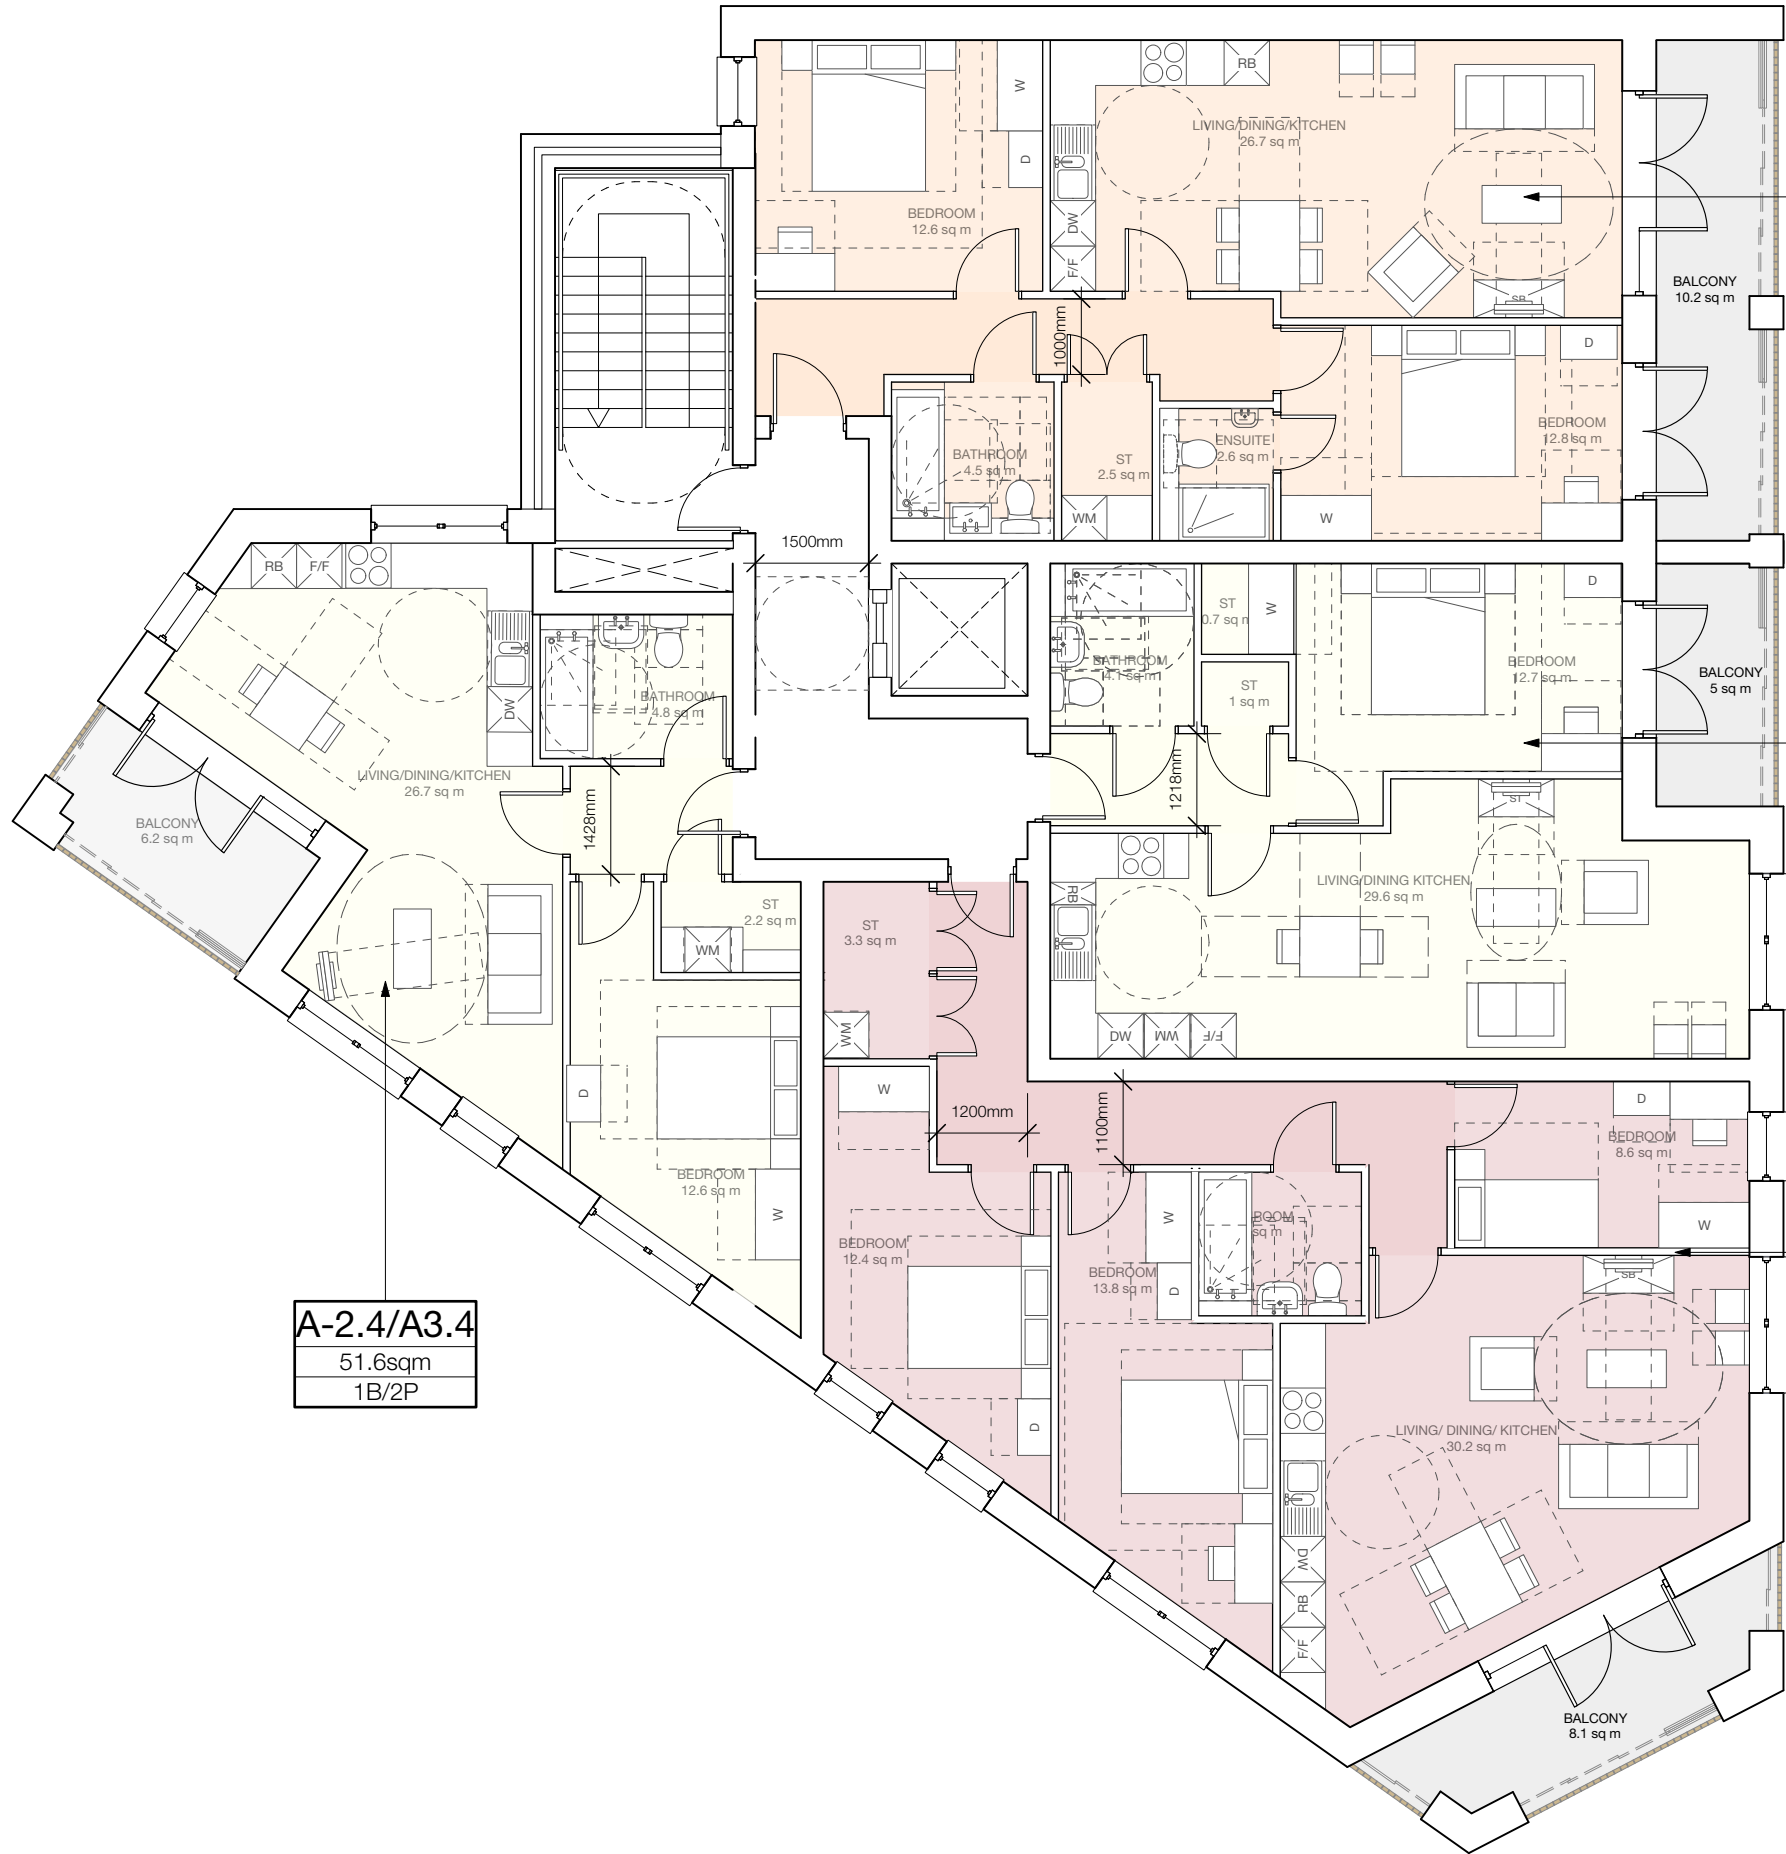 RB
W
LIVING/DINING/KITCHEN
26.7 sq m
D
BEDROOM
12.6 sq m
DW
F/F
BALCONY
10.2 sq m
SB
1000mm
D
BEDROOM
12.8 sq m
BATHROOM
4.5 sq m
ST
2.5 sq m
ENSUITE
2.6 sq m
WM
W
1500mm
RB
F/F
DW
BATHROOM
4.8 sq m
LIVING/DINING/KITCHEN
26.7 sq m
BALCONY
6.2 sq m
1428mm
ST
2.2 sq m
WM
D
BEDROOM
12.6 sq m
W
A-2.4/A3.4
51.6sqm
1B/2P
BATHROOM
4.1 sq m
ST
0.7 sq m
W
ST
1 sq m
D
BEDROOM
12.7 sq m
BALCONY
5 sq m
1218mm
ST
RB
LIVING/DINING KITCHEN
29.6 sq m
DW
WM
F/F
ST
3.3 sq m
WM
W
1200mm
1100mm
D
BEDROOM
8.6 sq m
W
BEDROOM
12.4 sq m
D
W
BEDROOM
13.8 sq m
D
ROOM
sq m
SB
LIVING/ DINING/ KITCHEN
30.2 sq m
DW
RB
F/F
BALCONY
8.1 sq m